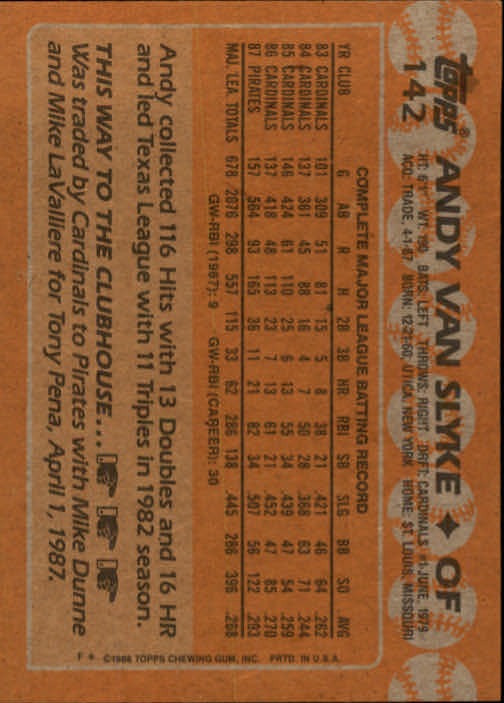 topps®
142
ANDY VAN SLYKE ✦ OF
HT: 6'1" WT: 190 BATS: LEFT THROWS: RIGHT DRFT: CARDINALS #1-JUNE, 1979
ACQ: TRADE, 4-1-87 BORN: 12-21-60, UTICA, NEW YORK HOME: ST. LOUIS, MISSOURI
COMPLETE MAJOR LEAGUE BATTING RECORD
YR CLUB G AB R H 2B 3B HR RBI SB SLG BB SO AVG
83 CARDINALS 101 309 51 81 15 5 8 38 21 .421 46 64 .262
84 CARDINALS 137 361 45 88 16 4 7 50 28 .368 63 71 .244
85 CARDINALS 146 424 61 110 25 6 13 55 34 .439 47 54 .259
86 CARDINALS 137 418 48 113 23 7 13 61 21 .452 47 85 .270
87 PIRATES 157 564 93 165 36 11 21 82 34 .507 56 122 .293
MAJ. LEA. TOTALS 678 2076 298 557 115 33 62 286 138 .445 286 396 .268
GW-RBI (1987): 9 GW-RBI (CAREER): 30
Andy collected 116 Hits with 13 Doubles and 16 HR
and led Texas League with 11 Triples in 1982 season.
THIS WAY TO THE CLUBHOUSE...
Was traded by Cardinals to Pirates with Mike Dunne
and Mike LaValliere for Tony Pena, April 1, 1987.
F* ©1988 TOPPS CHEWING GUM, INC. PRTD. IN U.S.A.